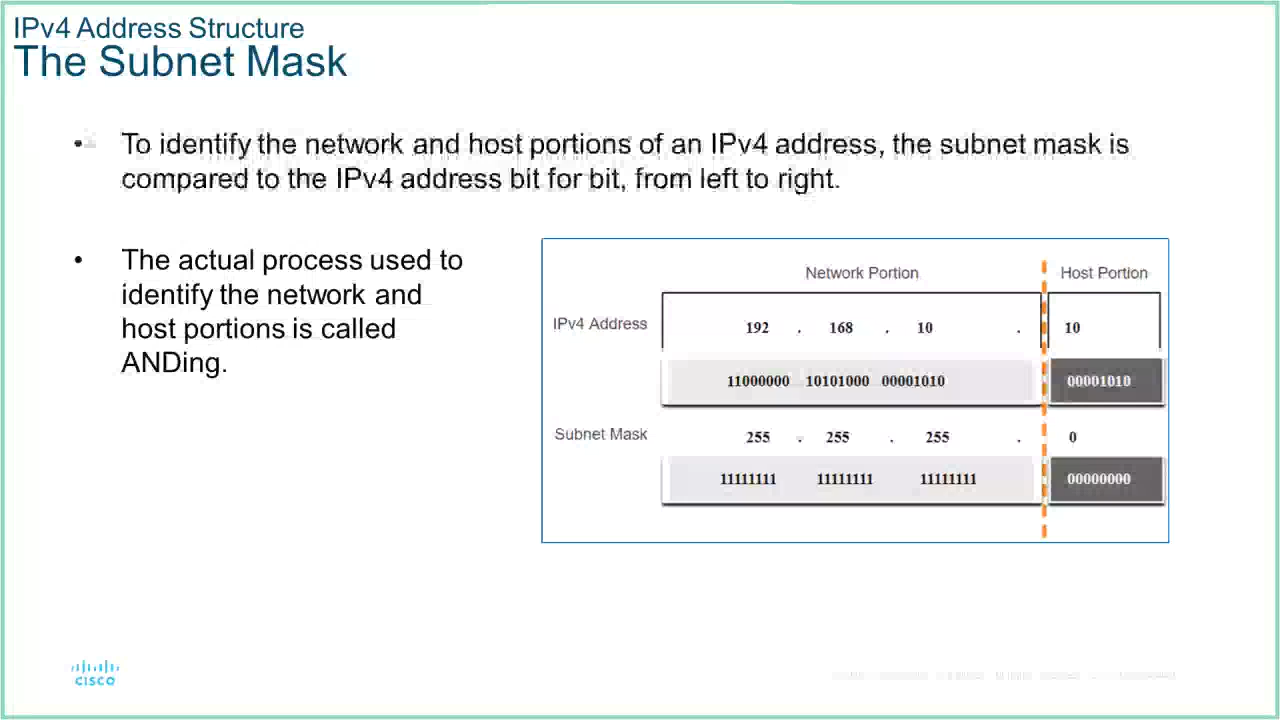 IPv4 Address Structure
The Subnet Mask
• To identify the network and host portions of an IPv4 address, the subnet mask is
compared to the IPv4 address bit for bit, from left to right.
• The actual process used to
identify the network and
host portions is called
ANDing.
Network Portion Host Portion
IPv4 Address 192 . 168 . 10 . 10
11000000 10101000 00001010 00001010
Subnet Mask 255 . 255 . 255 . 0
11111111 11111111 11111111 00000000
CISCO